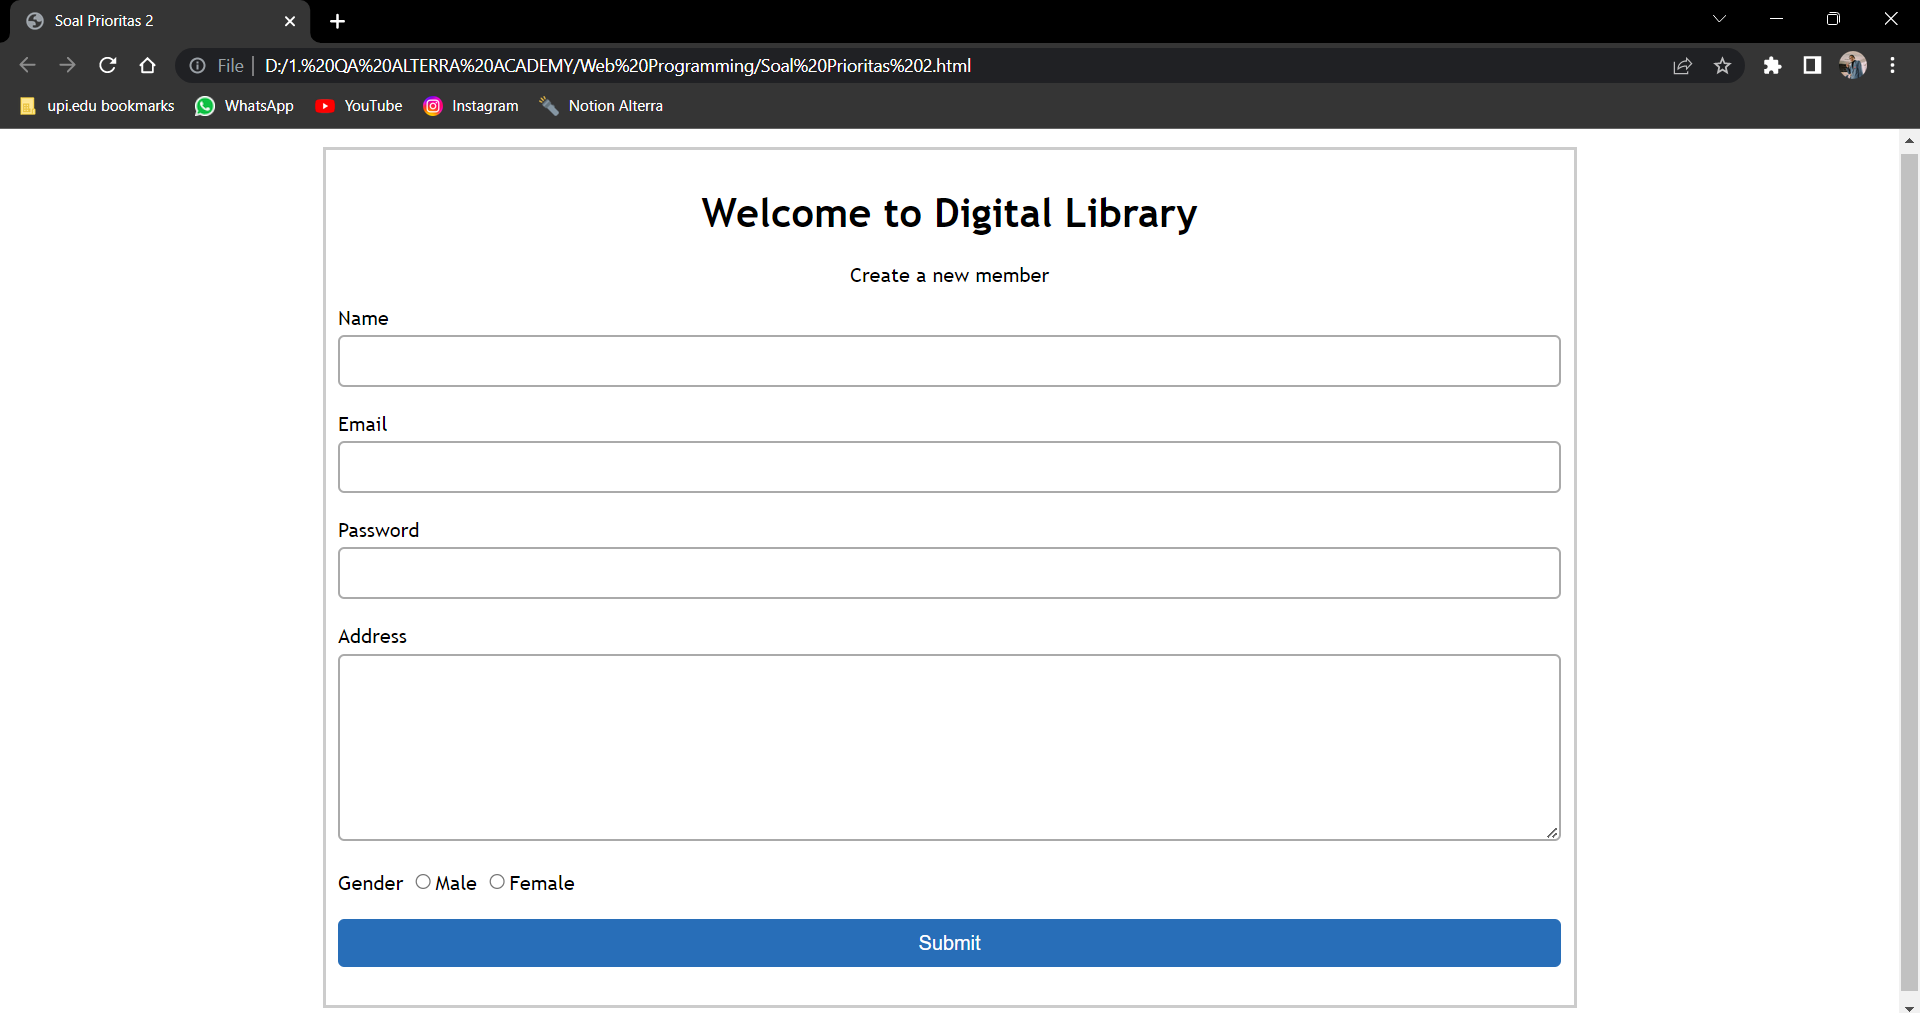 Soal Prioritas 2
File | D:/1.%20QA%20ALTERRA%20ACADEMY/Web%20Programming/Soal%20Prioritas%202.html
upi.edu bookmarks WhatsApp YouTube Instagram Notion Alterra
Welcome to Digital Library
Create a new member
Name
Email
Password
Address
Gender Male Female
Submit